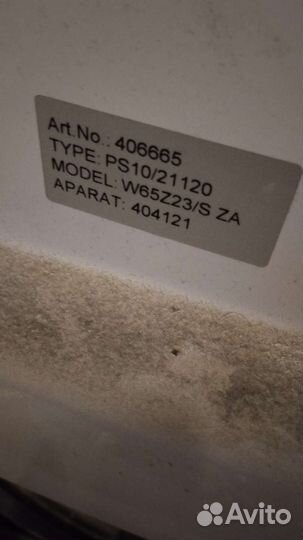 Art.No.: 406665
TYPE: PS10/21120
MODEL: W65Z23/S ZA
APARAT: 404121
Avito